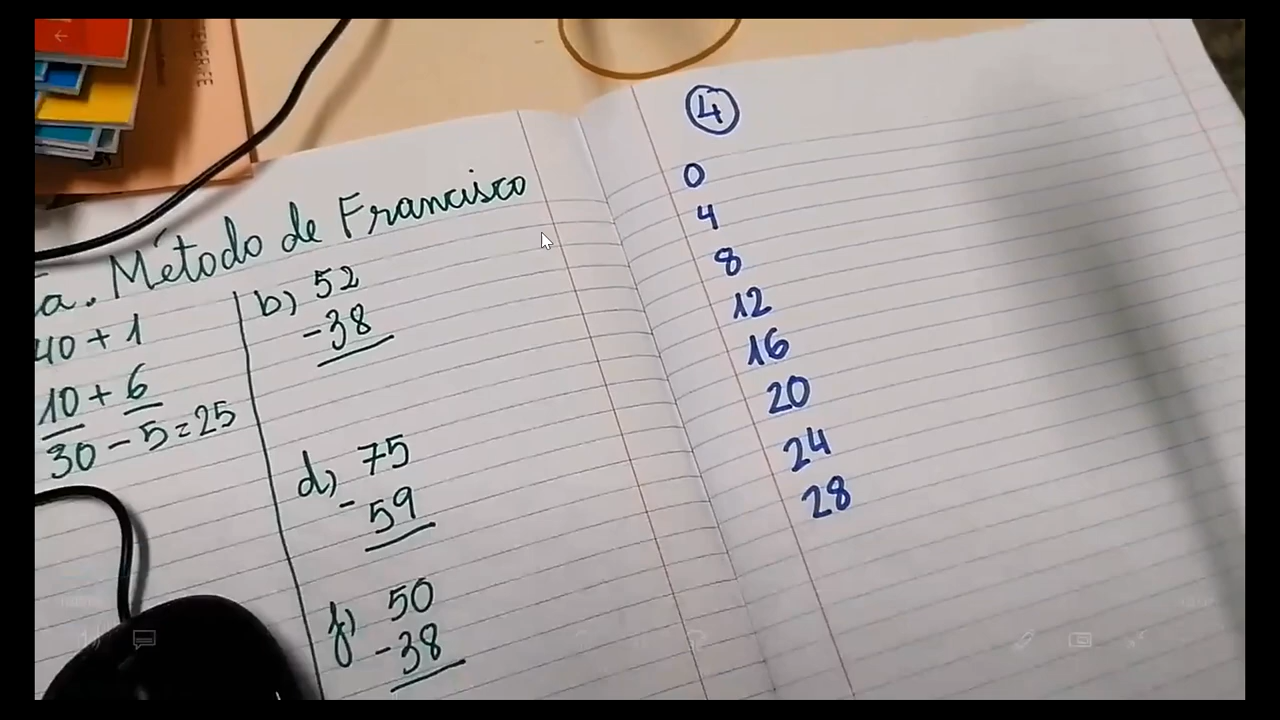 a. Método de Francisco
40 + 1
10 + 6
30 - 5 = 25
b) 52
- 38
d) 75
- 59
f) 50
- 38
4
0
4
8
12
16
20
24
28